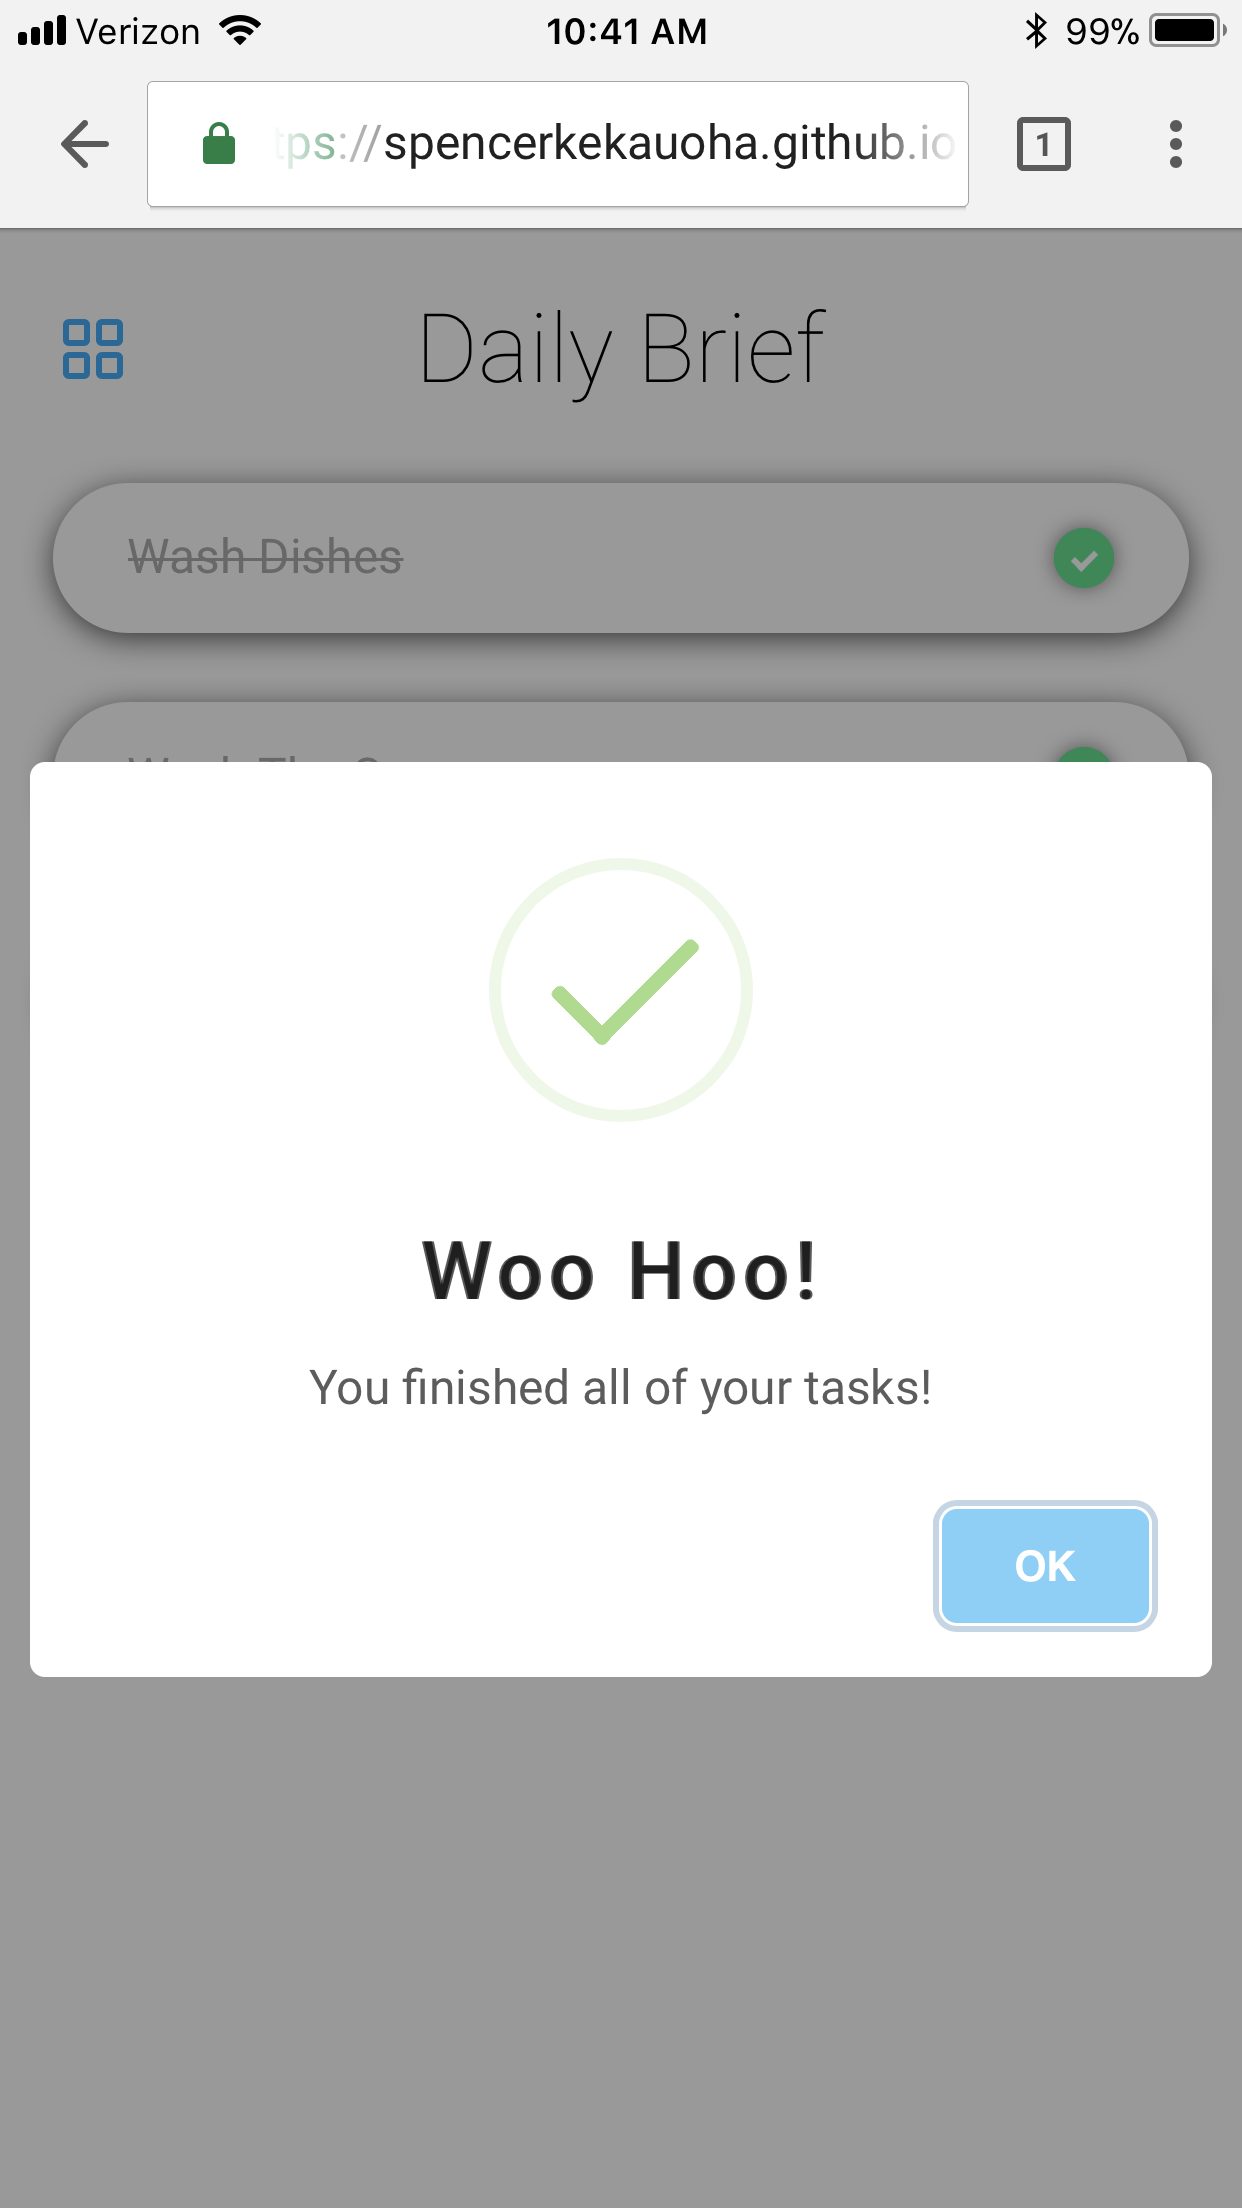 Verizon 10:41 AM 99%
tps://spencerkekauoha.github.io 1
Daily Brief
Wash Dishes
Woo Hoo!
You finished all of your tasks!
OK